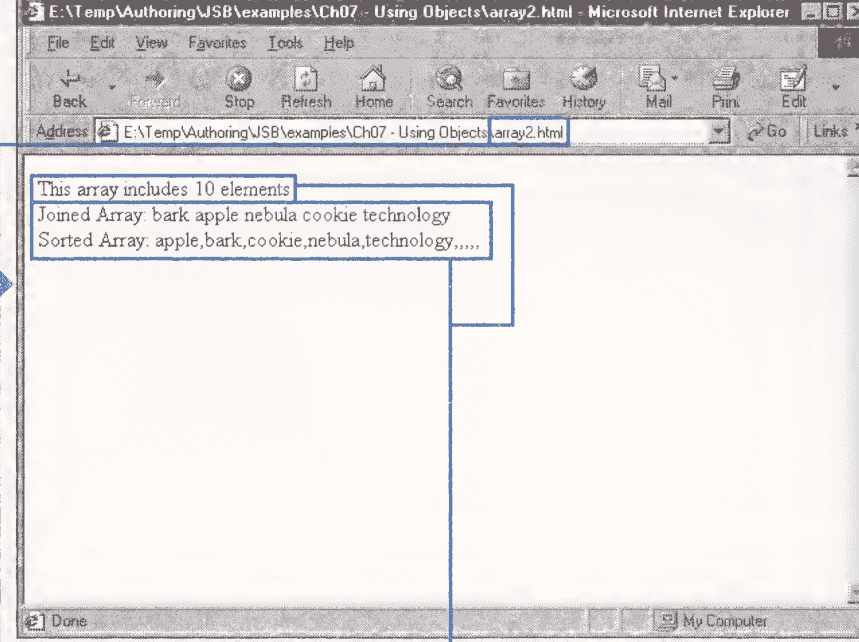 E:\Temp\Authoring\JSB\examples\Ch07 - Using Objects\array2.html - Microsoft Internet Explorer
File Edit View Favorites Tools Help
Back Forward Stop Refresh Home Search Favorites History Mail Print Edit
Address E:\Temp\Authoring\JSB\examples\Ch07 - Using Objects\array2.html Go Links »
This array includes 10 elements
Joined Array: bark apple nebula cookie technology
Sorted Array: apple,bark,cookie,nebula,technology,,,,,
Done My Computer